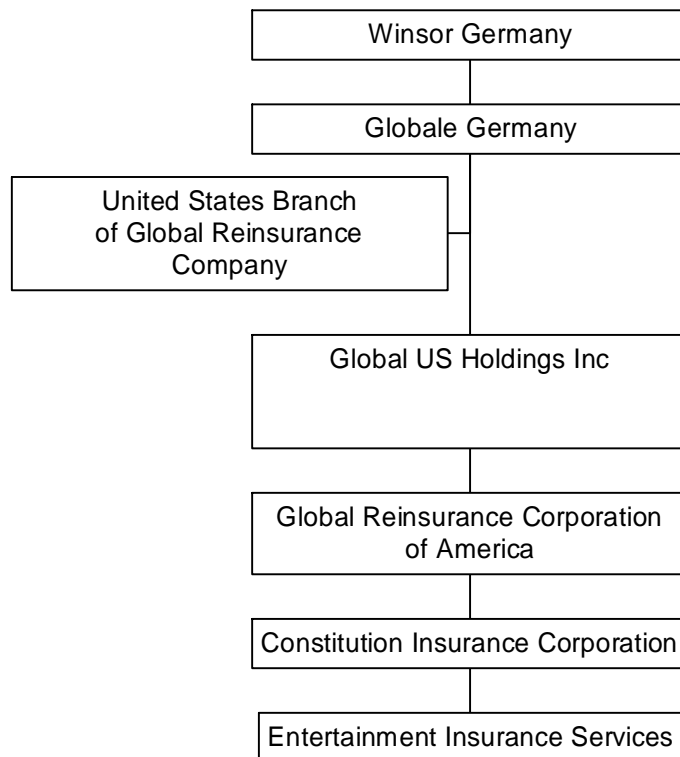 Winsor Germany
Globale Germany
United States Branch
of Global Reinsurance
Company
Global US Holdings Inc
Global Reinsurance Corporation
of America
Constitution Insurance Corporation
Entertainment Insurance Services